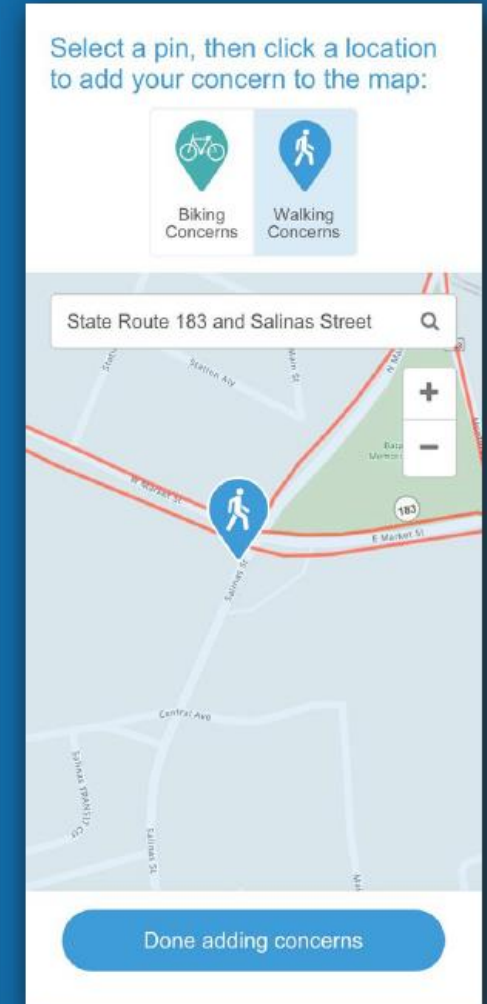 Select a pin, then click a location
to add your concern to the map:
Biking
Concerns
Walking
Concerns
State Route 183 and Salinas Street
Station Aly
Main St
N Ma
+
−
W Market St
183
E Market St
Salinas St
Central Ave
Salinas St
Done adding concerns